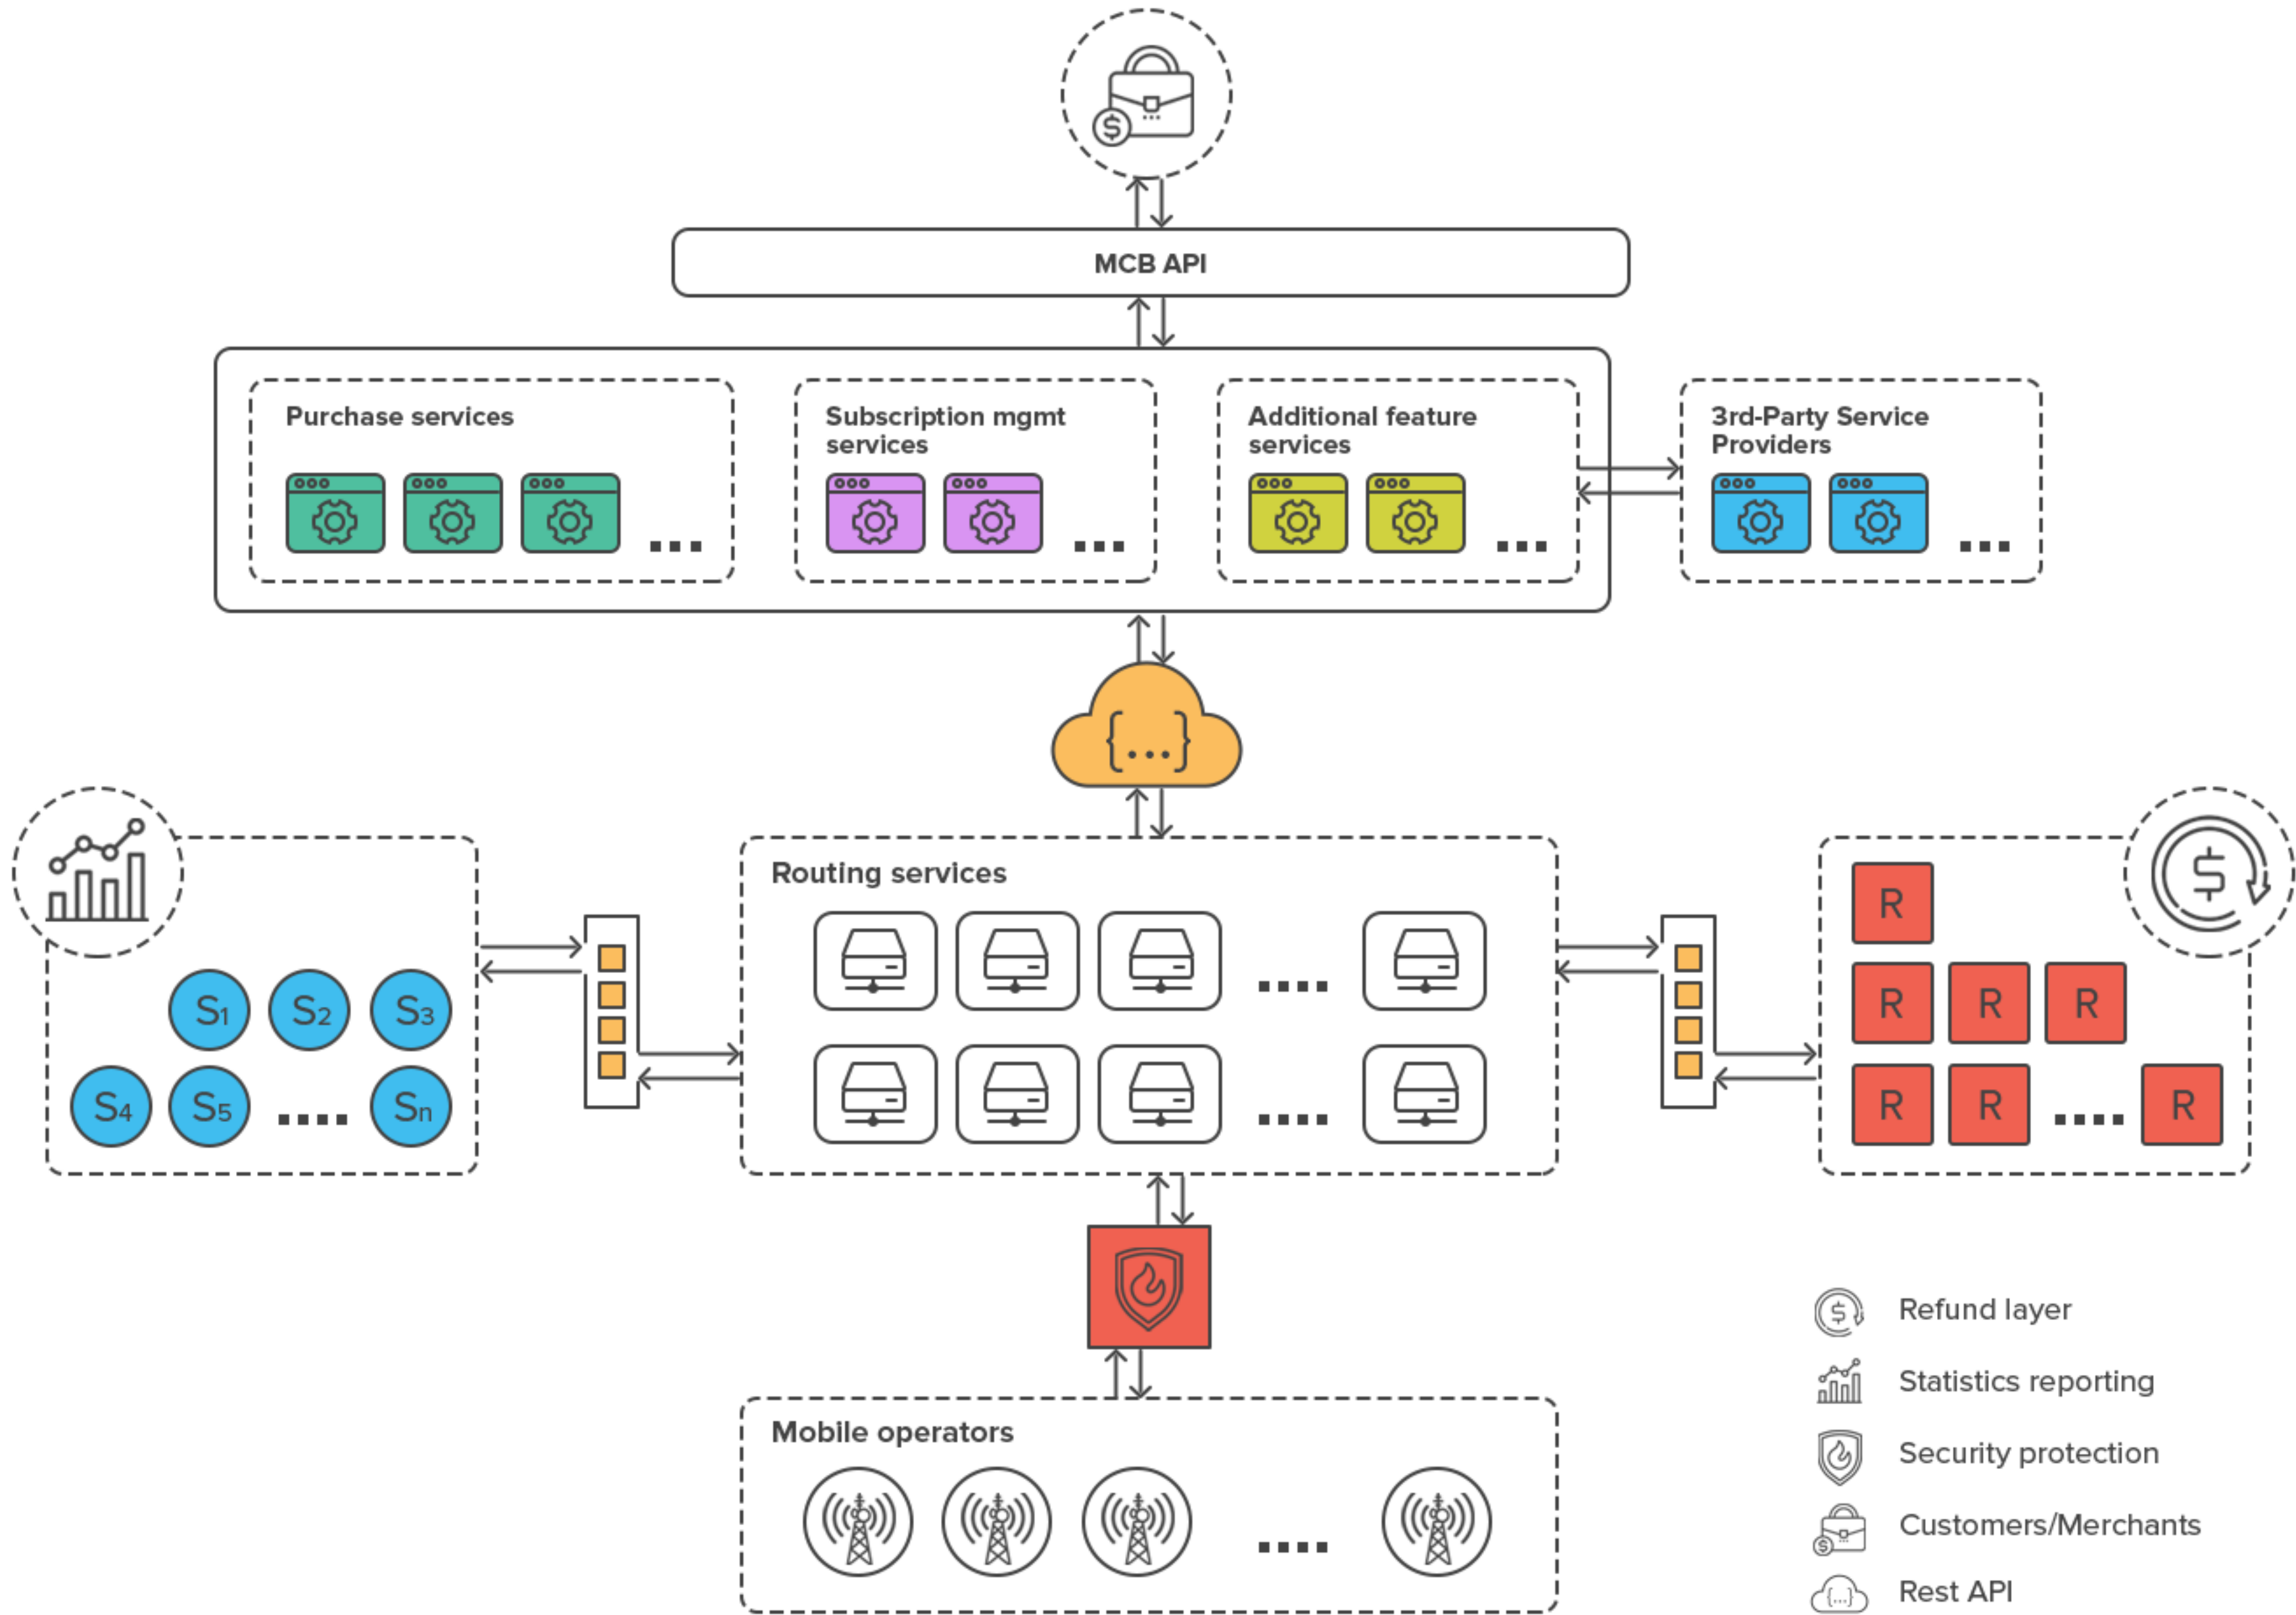 MCB API
Purchase services
Subscription mgmt
services
Additional feature
services
3rd-Party Service
Providers
{...}
Routing services
S1 S2 S3
S4 S5 Sn
R
R R R
R R R
Mobile operators
Refund layer
Statistics reporting
Security protection
Customers/Merchants
Rest API